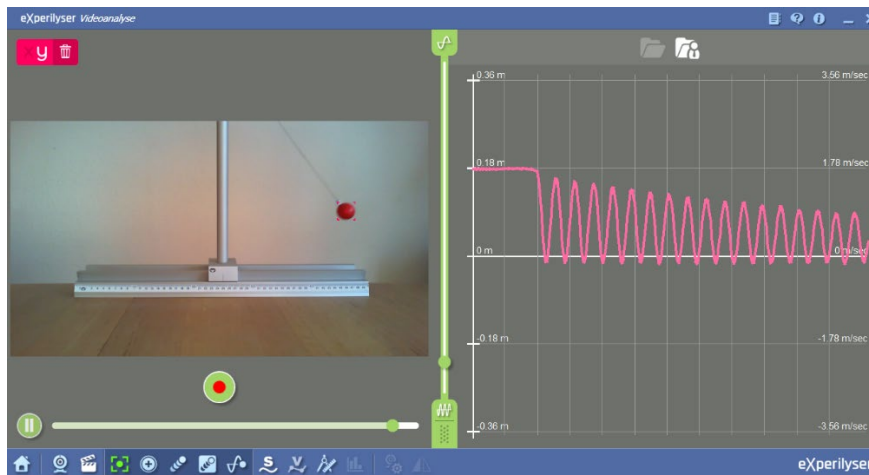 eXperilyser Videoanalyse
xy
0.36 m
3.56 m/sec
0.18 m
1.78 m/sec
0 m
0 m/sec
-0.18 m
-1.78 m/sec
-0.36 m
-3.56 m/sec
S
V
eXperilyser